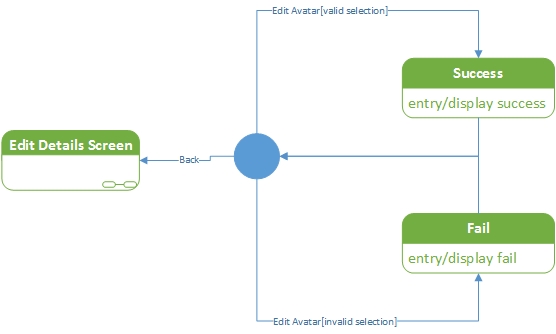 Edit Avatar[valid selection]
Success
entry/display success
Edit Details Screen
Back
Fail
entry/display fail
Edit Avatar[invalid selection]